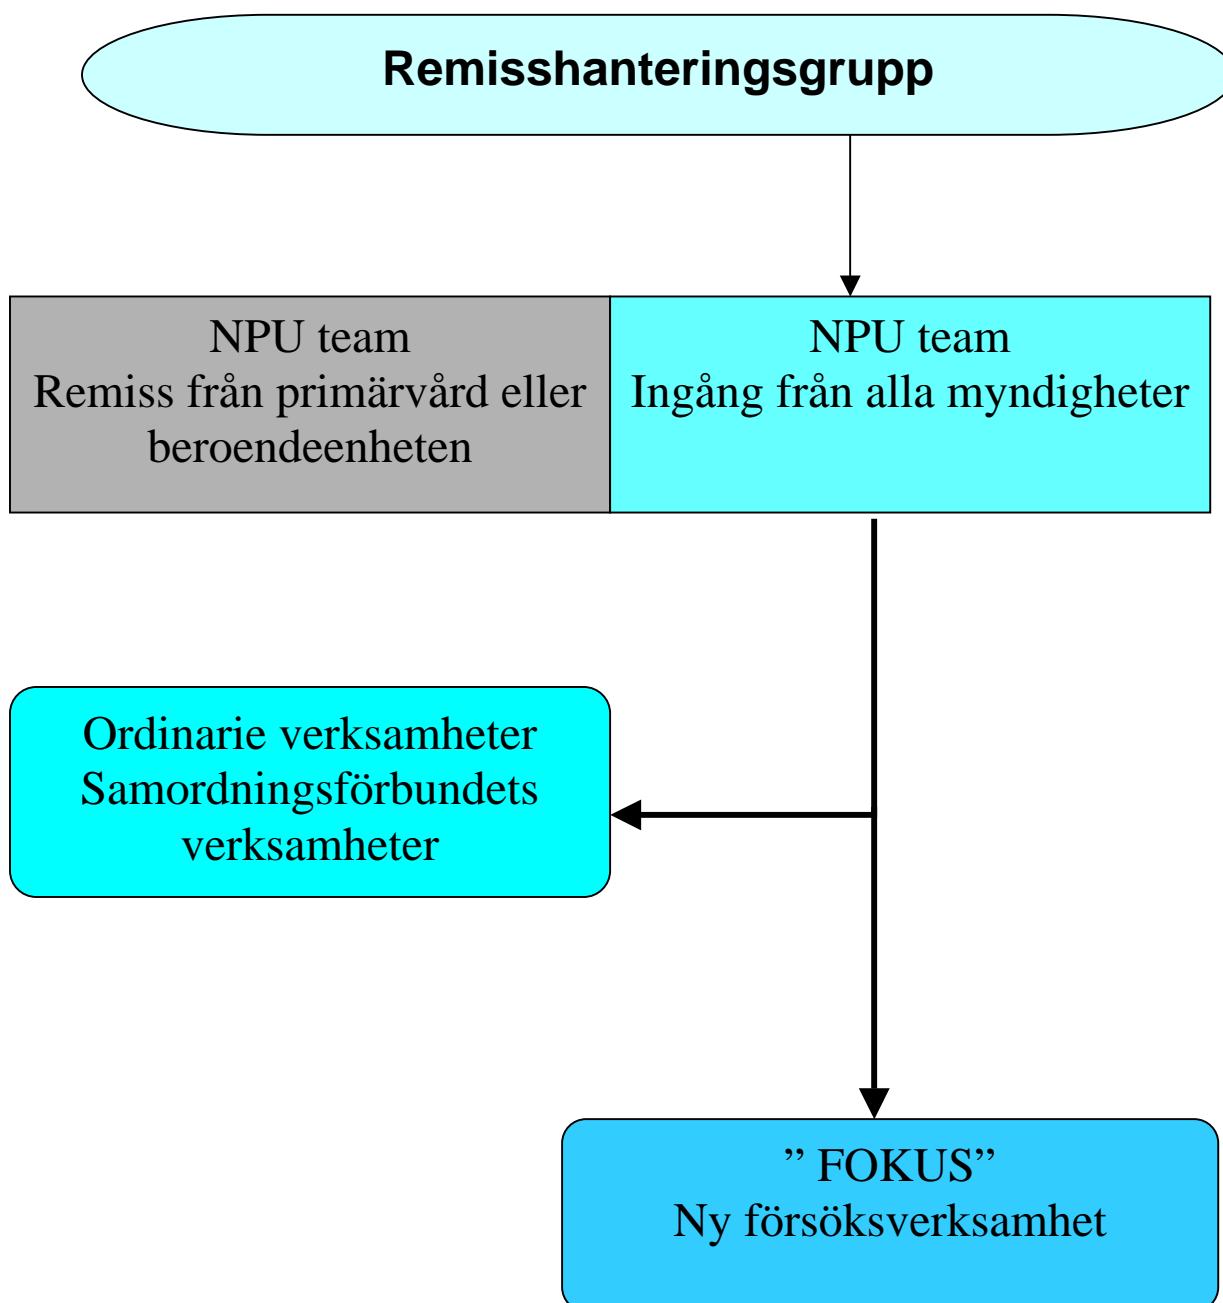 Remisshanteringsgrupp
NPU team
Remiss från primärvård eller
beroendeenheten
NPU team
Ingång från alla myndigheter
Ordinarie verksamheter
Samordningsförbundets
verksamheter
” FOKUS”
Ny försöksverksamhet